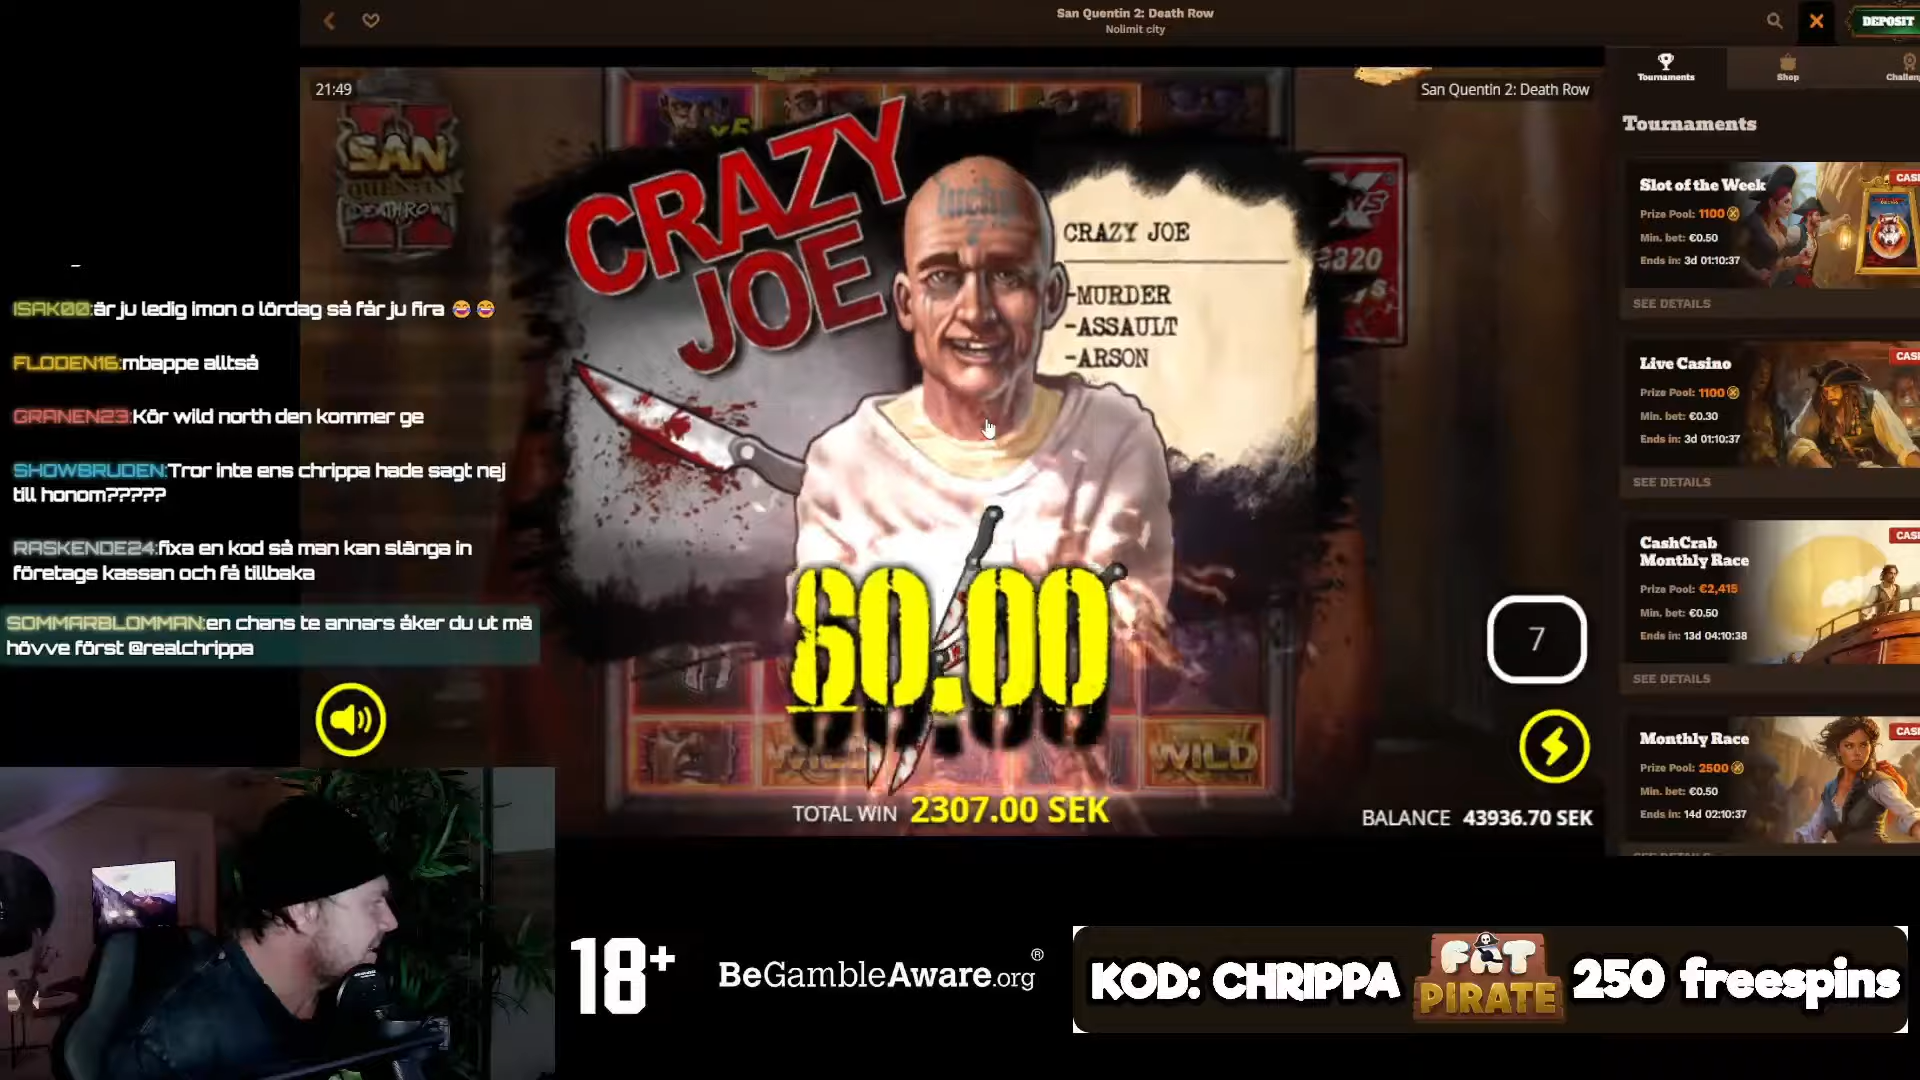 San Quentin 2: Death Row
Nolimit city
DEPOSIT
21:49
San Quentin 2: Death Row
Tournaments
Shop
SAN
QUENTIN
DEATH ROW
x5
CRAZY
JOE
lucky
CRAZY JOE
-MURDER
-ASSAULT
-ARSON
Tournaments
Slot of the Week
Prize Pool: 1100
Min. bet: €0.50
Ends in: 3d 01:10:37
SEE DETAILS
Live Casino
Prize Pool: 1100
Min. bet: €0.30
Ends in: 3d 01:10:37
SEE DETAILS
CashCrab
Monthly Race
Prize Pool: €2,415
Min. bet: €0.50
Ends in: 13d 04:10:38
SEE DETAILS
Monthly Race
Prize Pool: 2500
Min. bet: €0.50
Ends in: 14d 02:10:37
ISAK00:är ju ledig imon o lördag så får ju fira 😂 😂
FLODEN16:mbappe alltså
GRANEN23:Kör wild north den kommer ge
SHOWBRUDEN:Tror inte ens chrippa hade sagt nej
till honom?????
RASKENDE24:fixa en kod så man kan slänga in
företags kassan och få tillbaka
SOMMARBLOMMAN:en chans te annars åker du ut må
hövve först @realchrippa
60.00
7
WILD
WILD
TOTAL WIN 2307.00 SEK
BALANCE 43936.70 SEK
18+
BeGambleAware.org®
KOD: CHRIPPA
FAT
PIRATE
250 freespins